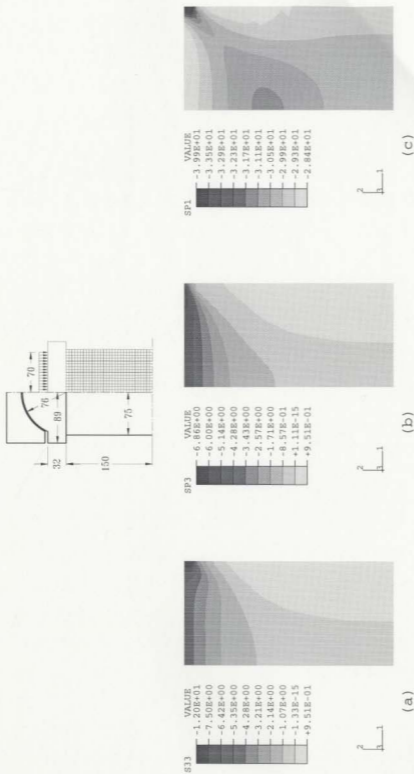 70
76
89
32
150
75
S33 VALUE
-1.20E+01
-7.50E+00
-6.42E+00
-5.35E+00
-4.28E+00
-3.21E+00
-2.14E+00
-1.07E+00
-1.33E-15
+9.51E-01
2
3 1
(a)
SP3 VALUE
-6.86E+00
-6.00E+00
-5.14E+00
-4.28E+00
-3.43E+00
-2.57E+00
-1.71E+00
-8.57E-01
+1.11E-15
+9.51E-01
2
3 1
(b)
SP1 VALUE
-3.99E+01
-3.35E+01
-3.29E+01
-3.23E+01
-3.17E+01
-3.11E+01
-3.05E+01
-2.99E+01
-2.93E+01
-2.84E+01
2
3 1
(c)